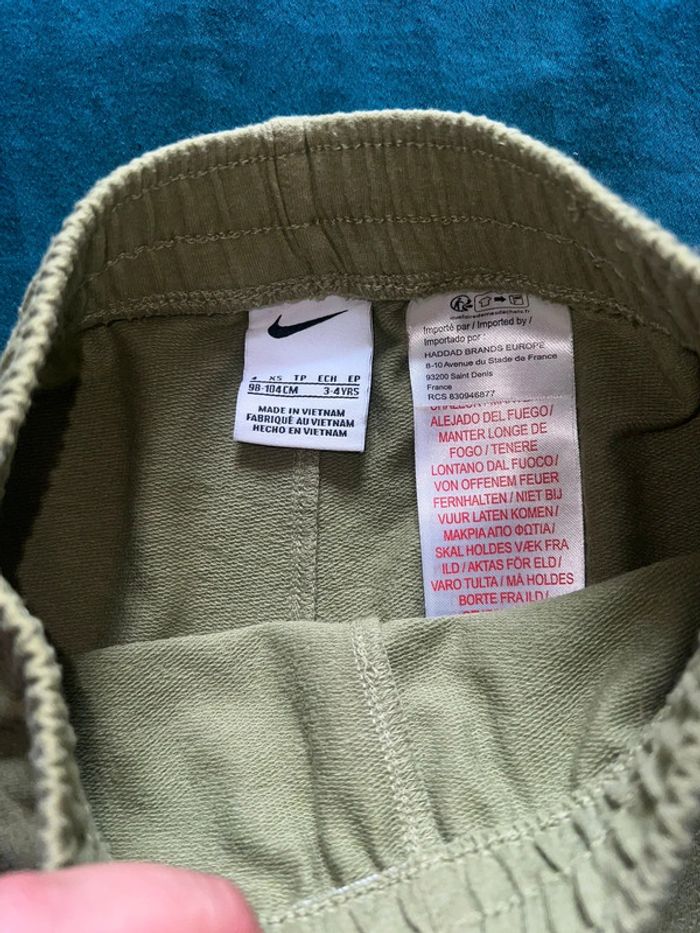 XS TP ECH EP
98-104CM 3-4YRS
MADE IN VIETNAM
FABRIQUÉ AU VIETNAM
HECHO EN VIETNAM
Importé par / Imported by /
Importado por :
HADDAD BRANDS EUROPE
8-10 Avenue du Stade de France
93200 Saint Denis
France
RCS 830946877
ALEJADO DEL FUEGO /
MANTER LONGE DE
FOGO / TENERE
LONTANO DAL FUOCO /
VON OFFENEM FEUER
FERNHALTEN / NIET BIJ
VUUR LATEN KOMEN /
ΜΑΚΡΙΑ ΑΠΟ ΦΩΤΙΑ /
SKAL HOLDES VÆK FRA
ILD / AKTAS FÖR ELD /
VARO TULTA / MÅ HOLDES
BORTE FRA ILD /